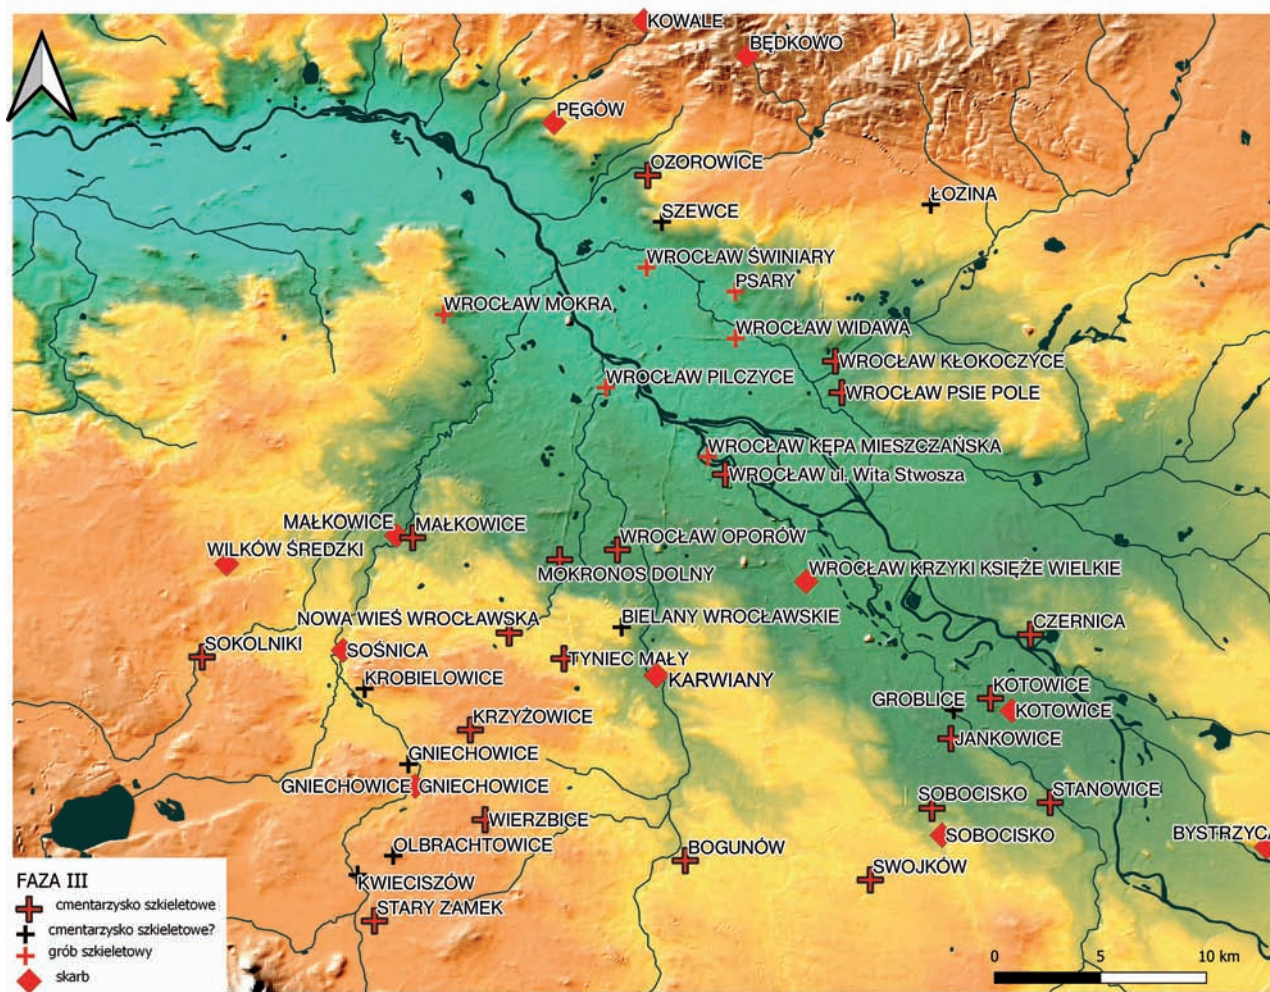 KOWALE
BĘDKOWO
PĘGÓW
OZOROWICE
ŁOZINA
SZEWCE
WROCŁAW ŚWINIARY
PSARY
WROCŁAW MOKRA
WROCŁAW WIDAWA
WROCŁAW KŁOKOCZYCE
WROCŁAW PILCZYCE
WROCŁAW PSIE POLE
WROCŁAW KĘPA MIESZCZAŃSKA
WROCŁAW ul. Wita Stwosza
MAŁKOWICE
MAŁKOWICE
WROCŁAW OPORÓW
WILKÓW ŚREDZKI
MOKRONOS DOLNY
WROCŁAW KRZYKI KSIĘŻE WIELKIE
NOWA WIEŚ WROCŁAWSKA
BIELANY WROCŁAWSKIE
CZERNICA
SOKOLNIKI
SOŚNICA
TYNIEC MAŁY
KROBIELOWICE
KARWIANY
KOTOWICE
GROBLICE
KOTOWICE
KRZYŻOWICE
JANKOWICE
GNIECHOWICE
GNIECHOWICE
GNIECHOWICE
SOBOCISKO
STANOWICE
WIERZBICE
SOBOCISKO
BYSTRZYCA
OLBRACHTOWICE
BOGUNÓW
SWOJKÓW
KWIECISZÓW
STARY ZAMEK
FAZA III
cmentarzysko szkieletowe
cmentarzysko szkieletowe?
grób szkieletowy
skarb
0 5 10 km